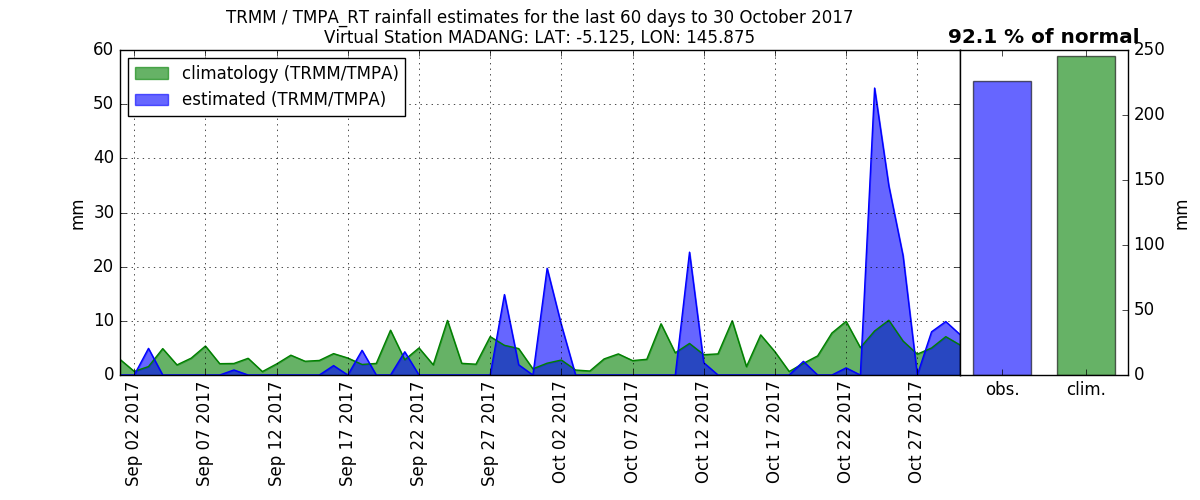 TRMM / TMPA_RT rainfall estimates for the last 60 days to 30 October 2017
Virtual Station MADANG: LAT: -5.125, LON: 145.875
92.1 % of normal
climatology (TRMM/TMPA)
estimated (TRMM/TMPA)
mm
60
50
40
30
20
10
0
Sep 02 2017
Sep 07 2017
Sep 12 2017
Sep 17 2017
Sep 22 2017
Sep 27 2017
Oct 02 2017
Oct 07 2017
Oct 12 2017
Oct 17 2017
Oct 22 2017
Oct 27 2017
obs.
clim.
250
200
150
100
50
0
mm